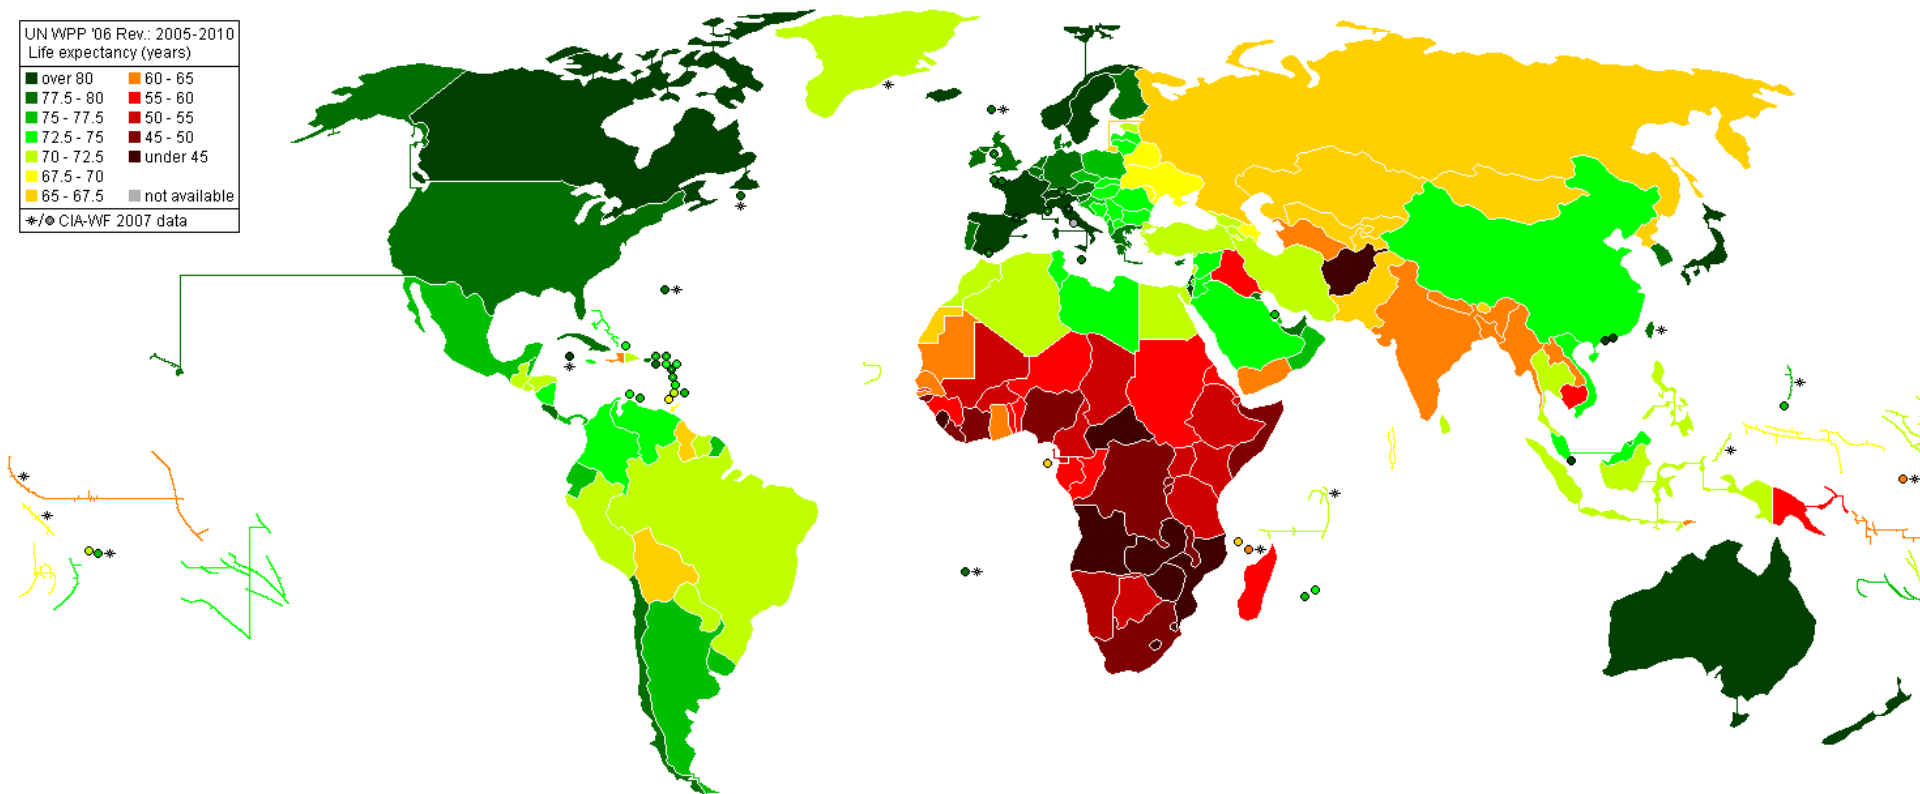 UN WPP '06 Rev.: 2005-2010
Life expectancy (years)
over 80
77.5 - 80
75 - 77.5
72.5 - 75
70 - 72.5
67.5 - 70
65 - 67.5
60 - 65
55 - 60
50 - 55
45 - 50
under 45
not available
*/ CIA-WF 2007 data